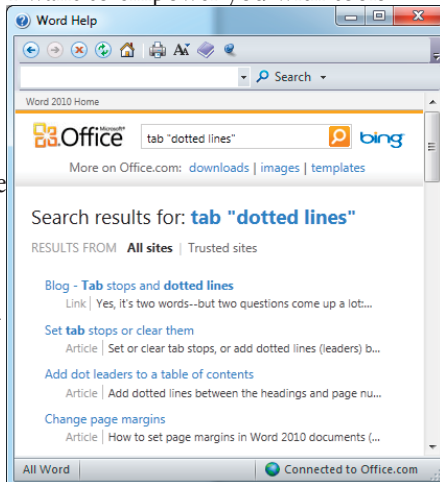 Word Help
Search
Word 2010 Home
Microsoft®
Office
tab "dotted lines"
bing
More on Office.com: downloads | images | templates
Search results for: tab "dotted lines"
RESULTS FROM All sites | Trusted sites
Blog - Tab stops and dotted lines
Link | Yes, it's two words--but two questions come up a lot:...
Set tab stops or clear them
Article | Set or clear tab stops, or add dotted lines (leaders) b...
Add dot leaders to a table of contents
Article | Add dotted lines between the headings and page nu...
Change page margins
Article | How to set page margins in Word 2010 documents (...
All Word
Connected to Office.com